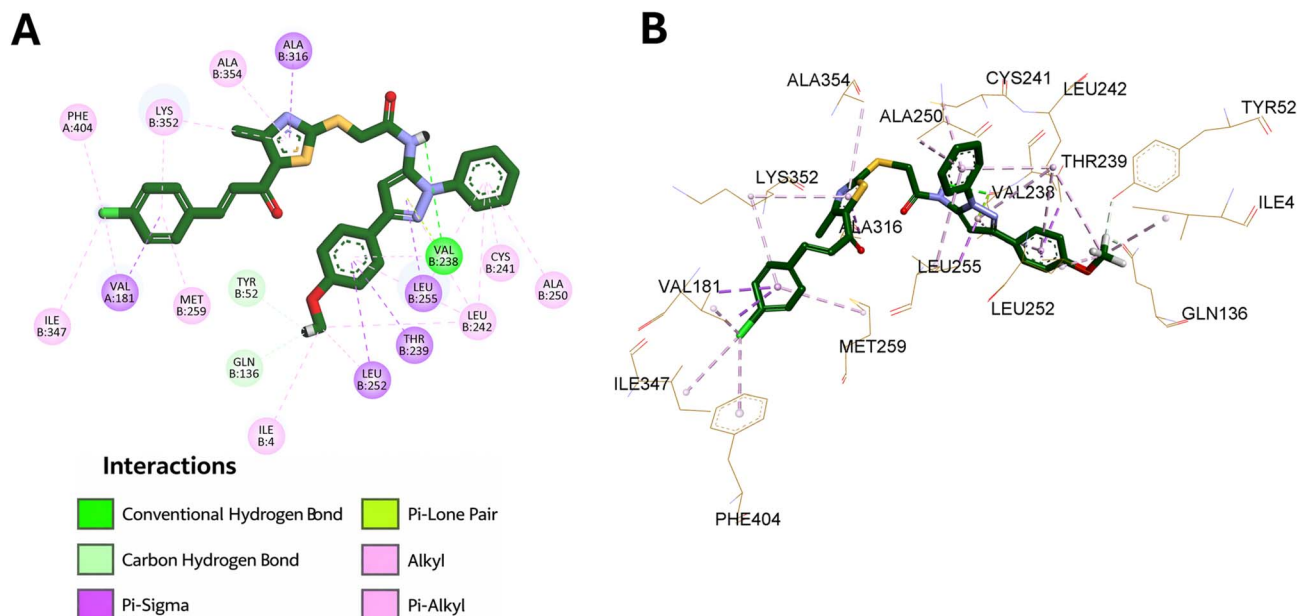 A
ALA
B:316
ALA
B:354
PHE
A:404
LYS
B:352
VAL
B:238
CYS
B:241
ALA
B:250
TYR
B:52
LEU
B:255
VAL
A:181
MET
B:259
ILE
B:347
LEU
B:242
THR
B:239
GLN
B:136
LEU
B:252
ILE
B:4
Interactions
Conventional Hydrogen Bond
Carbon Hydrogen Bond
Pi-Sigma
Pi-Lone Pair
Alkyl
Pi-Alkyl
B
CYS241
ALA354
LEU242
TYR52
ALA250
THR239
LYS352
VAL238
ILE4
ALA316
LEU255
VAL181
LEU252
GLN136
MET259
ILE347
PHE404